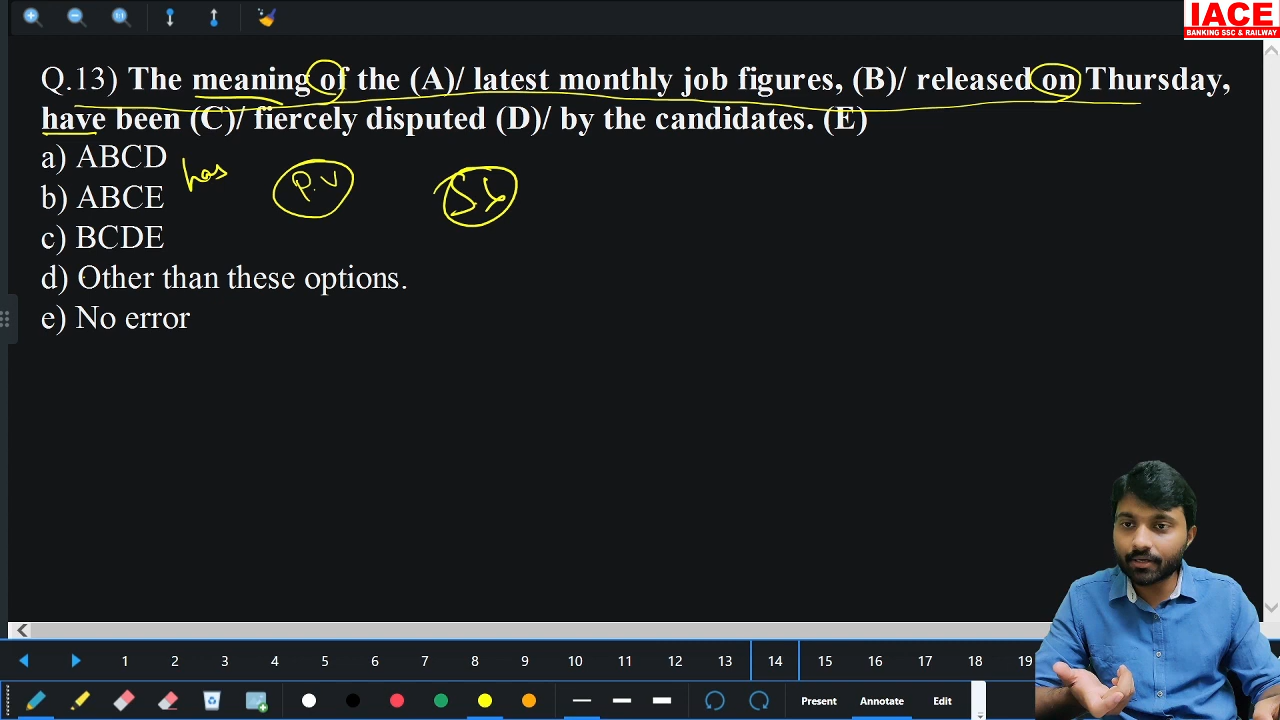 IACE
BANKING SSC & RAILWAY
Q.13) The meaning of the (A)/ latest monthly job figures, (B)/ released on Thursday,
have been (C)/ fiercely disputed (D)/ by the candidates. (E)
a) ABCD
has
P.V
b) ABCE
c) BCDE
d) Other than these options.
e) No error
1 2 3 4 5 6 7 8 9 10 11 12 13 14 15 16 17 18 19
Present Annotate Edit